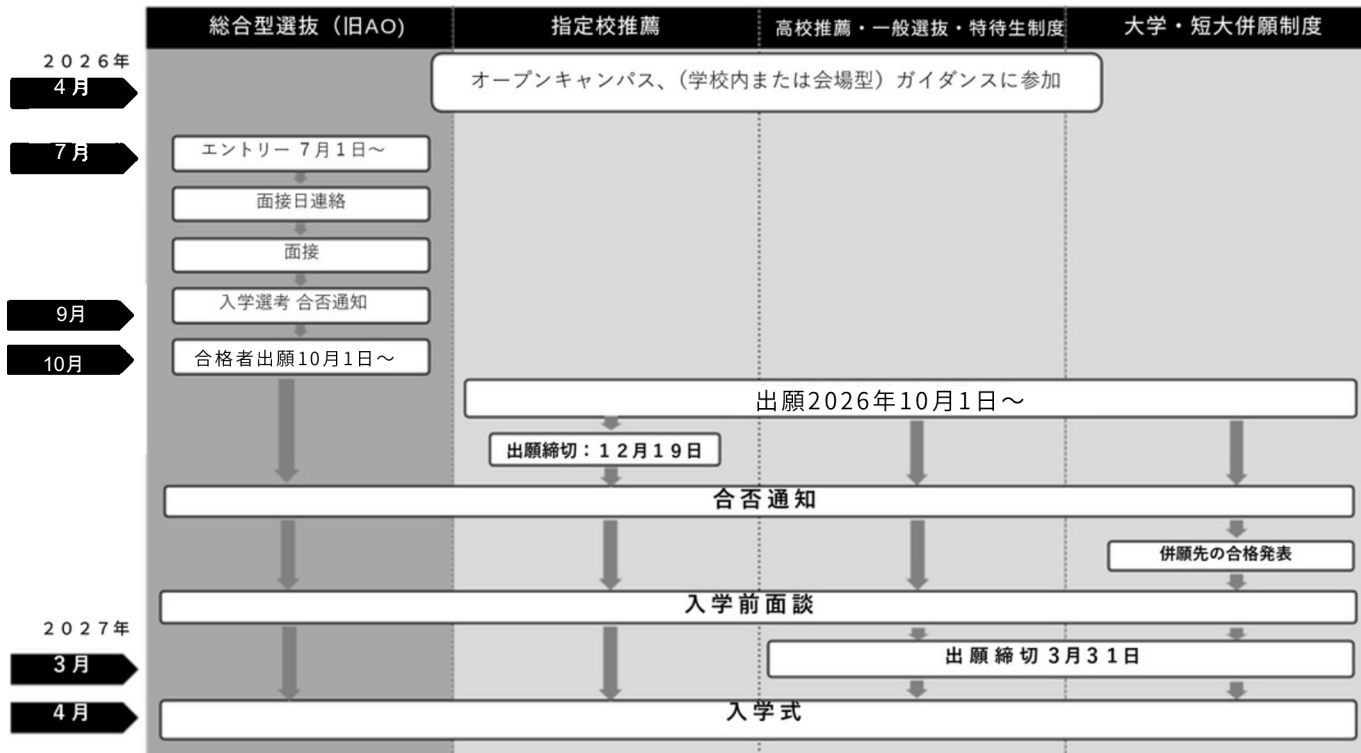 総合型選抜（旧AO)
指定校推薦
高校推薦・一般選抜・特待生制度
大学・短大併願制度
２０２６年
４月
オープンキャンパス、（学校内または会場型）ガイダンスに参加
７月
エントリー ７月１日～
面接日連絡
面接
9月
入学選考 合否通知
10月
合格者出願10月1日～
出願2026年10月1日～
出願締切：１２月１９日
合否通知
併願先の合格発表
入学前面談
２０２７年
３月
出願締切 3月31日
４月
入学式